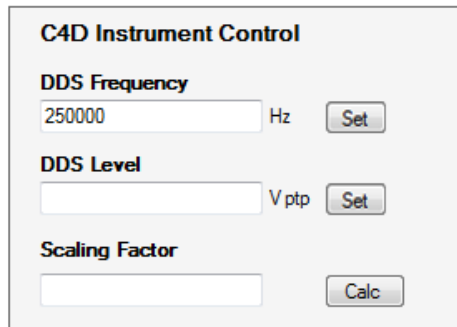 C4D Instrument Control
DDS Frequency
250000 Hz Set
DDS Level
V ptp Set
Scaling Factor
Calc